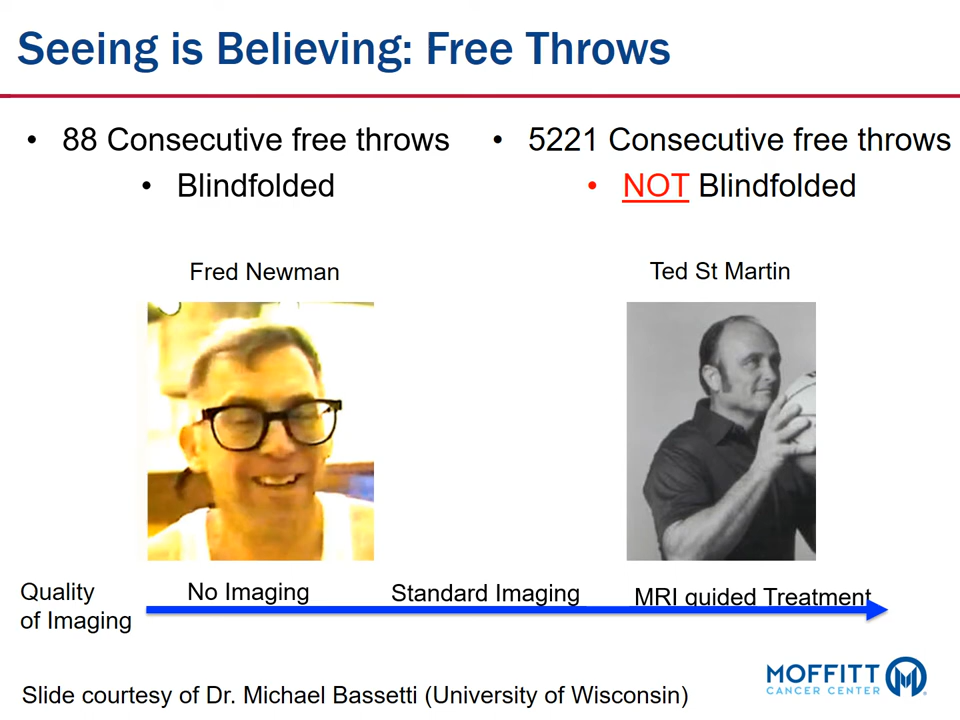 Seeing is Believing: Free Throws
• 88 Consecutive free throws
• Blindfolded
• 5221 Consecutive free throws
• NOT Blindfolded
Fred Newman
Ted St Martin
Quality
of Imaging
No Imaging
Standard Imaging
MRI guided Treatment
Slide courtesy of Dr. Michael Bassetti (University of Wisconsin)
MOFFITT
CANCER CENTER